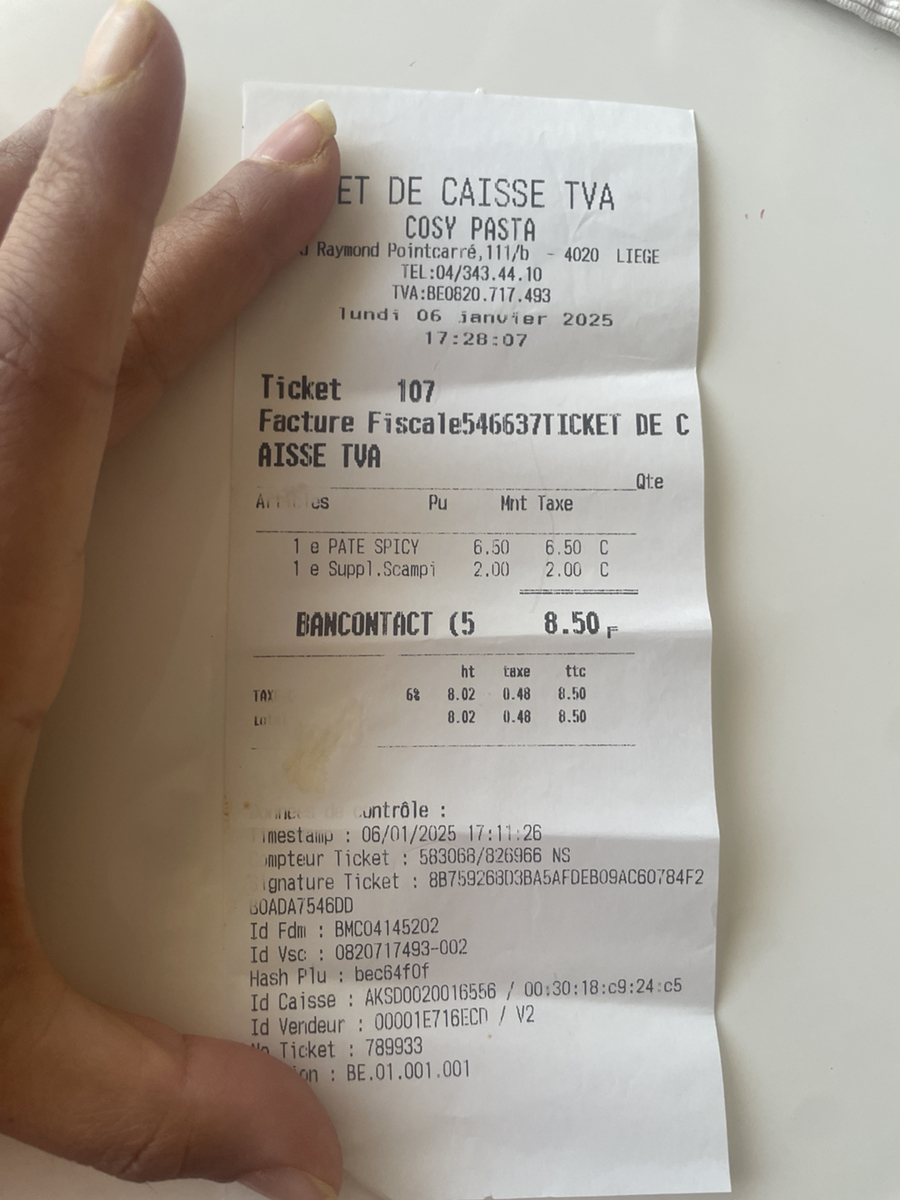 ET DE CAISSE TVA
COSY PASTA
Raymond Pointcarré,111/b - 4020 LIEGE
TEL:04/343.44.10
TVA:BE0820.717.493
lundi 06 janvier 2025
17:28:07
Ticket 107
Facture Fiscale546637TICKET DE C
AISSE TVA
Qte
Pu Mnt Taxe
1 e PATE SPICY 6.50 6.50 C
1 e Suppl.Scampi 2.00 2.00 C
BANCONTACT (5 8.50
ht taxe ttc
TAX 6% 8.02 0.48 8.50
8.02 0.48 8.50
de contrôle :
imestamp : 06/01/2025 17:11:26
ompteur Ticket : 583068/826966 NS
ignature Ticket : 8B759268D3BA5AFDEB09AC60784F2
B0ADA7546DD
Id Fdm : BMC04145202
Id Vsc : 0820717493-002
Hash Plu : bec64f0f
Id Caisse : AKSD0020016556 / 00:30:18:c9:24:c5
Id Vendeur : 00001E716ECD / V2
No Ticket : 789933
ion : BE.01.001.001